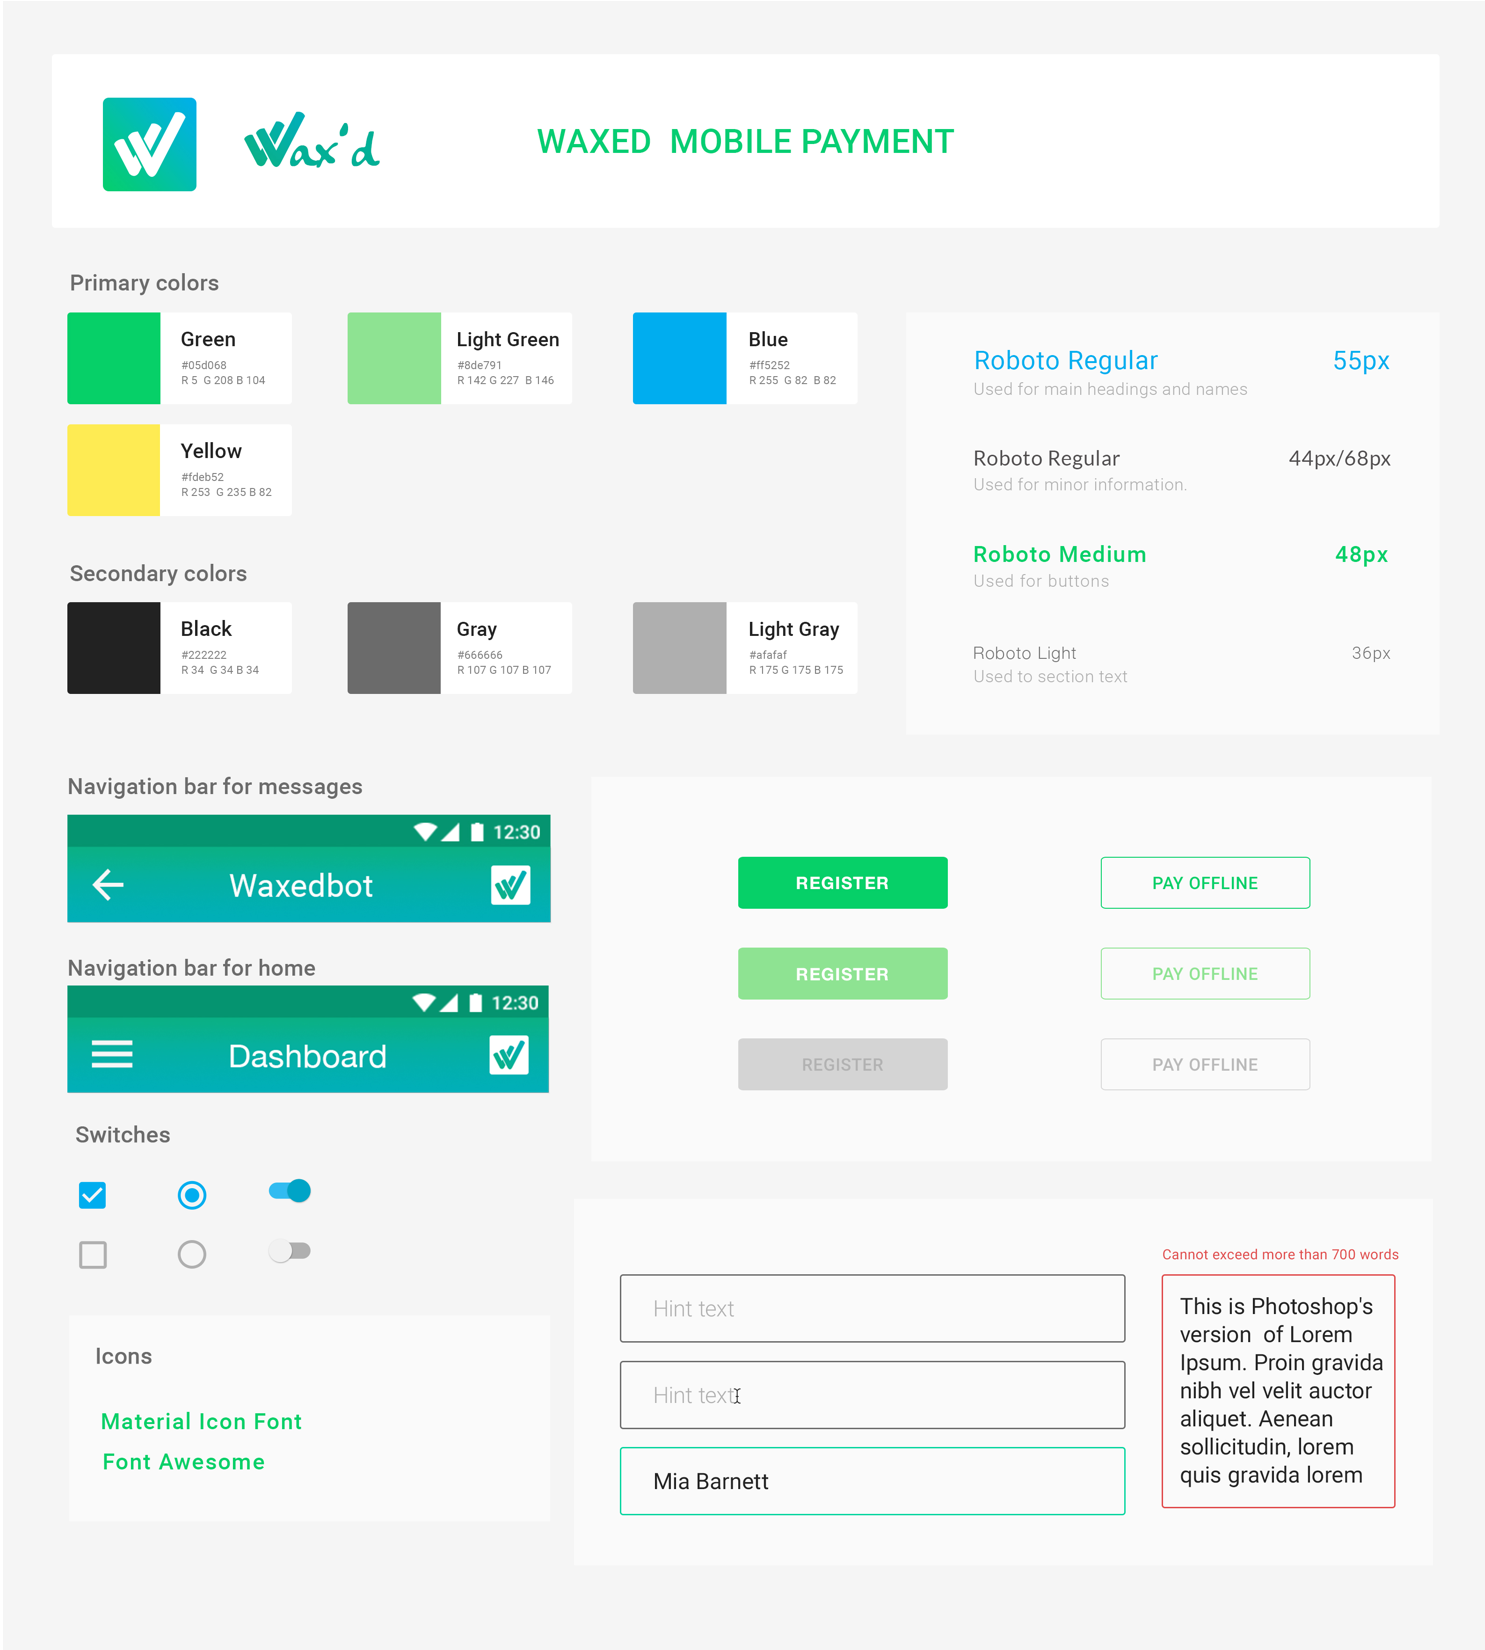 Wax'd
WAXED MOBILE PAYMENT
Primary colors
Green
#05d068
R 5 G 208 B 104
Light Green
#8de791
R 142 G 227 B 146
Blue
#ff5252
R 255 G 82 B 82
Yellow
#fdeb52
R 253 G 235 B 82
Roboto Regular 55px
Used for main headings and names
Roboto Regular 44px/68px
Used for minor information.
Roboto Medium 48px
Used for buttons
Roboto Light 36px
Used to section text
Secondary colors
Black
#222222
R 34 G 34 B 34
Gray
#666666
R 107 G 107 B 107
Light Gray
#afafaf
R 175 G 175 B 175
Navigation bar for messages
12:30
Waxedbot
Navigation bar for home
12:30
Dashboard
REGISTER PAY OFFLINE
REGISTER PAY OFFLINE
REGISTER PAY OFFLINE
Switches
Icons
Material Icon Font
Font Awesome
Hint text
Hint text
Mia Barnett
Cannot exceed more than 700 words
This is Photoshop's
version of Lorem
Ipsum. Proin gravida
nibh vel velit auctor
aliquet. Aenean
sollicitudin, lorem
quis gravida lorem